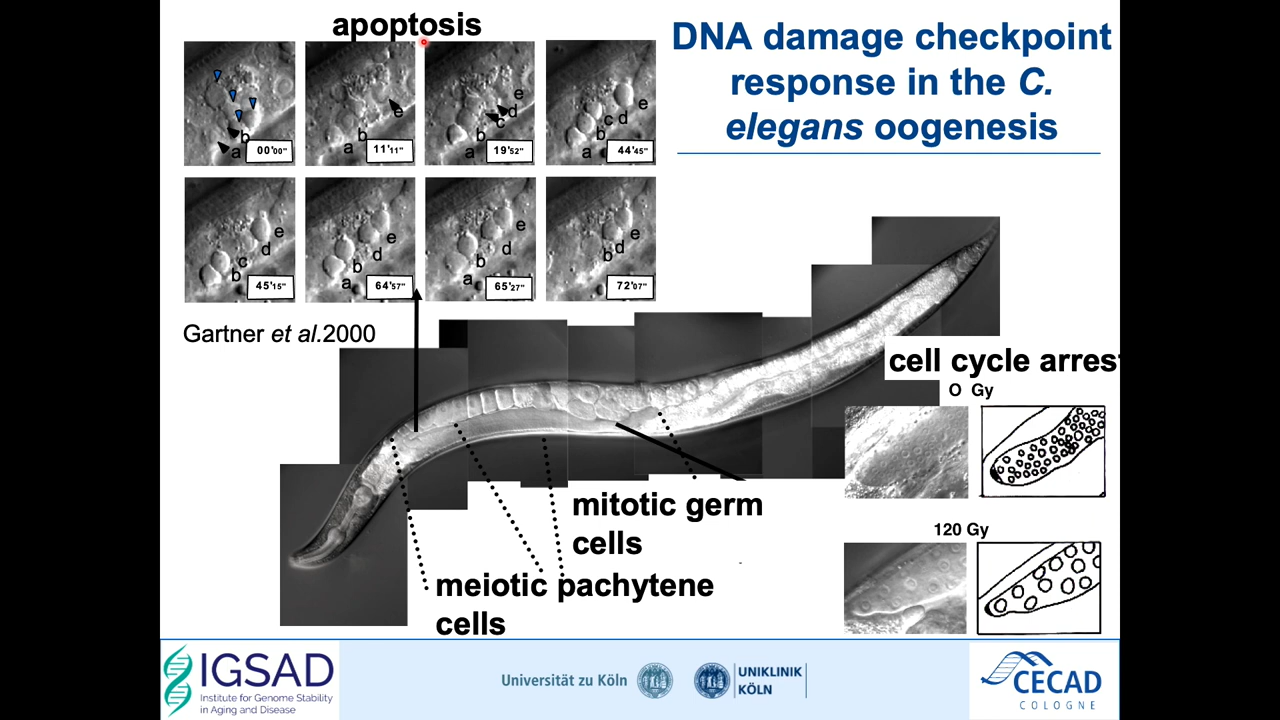 apoptosis
DNA damage checkpoint
response in the C.
elegans oogenesis
b
a
00'00"
e
b
a
11'11"
e
d
c
b
a
19'52"
e
d
c
b
a
44'45"
e
d
c
b
45'15"
e
d
b
a
64'57"
e
d
b
a
65'27"
e
d
b
72'07"
Gartner et al.2000
cell cycle arrest
O Gy
120 Gy
mitotic germ
cells
meiotic pachytene
cells
IGSAD
Institute for Genome Stability
in Aging and Disease
Universität zu Köln
UNIKLINIK
KÖLN
CECAD
COLOGNE